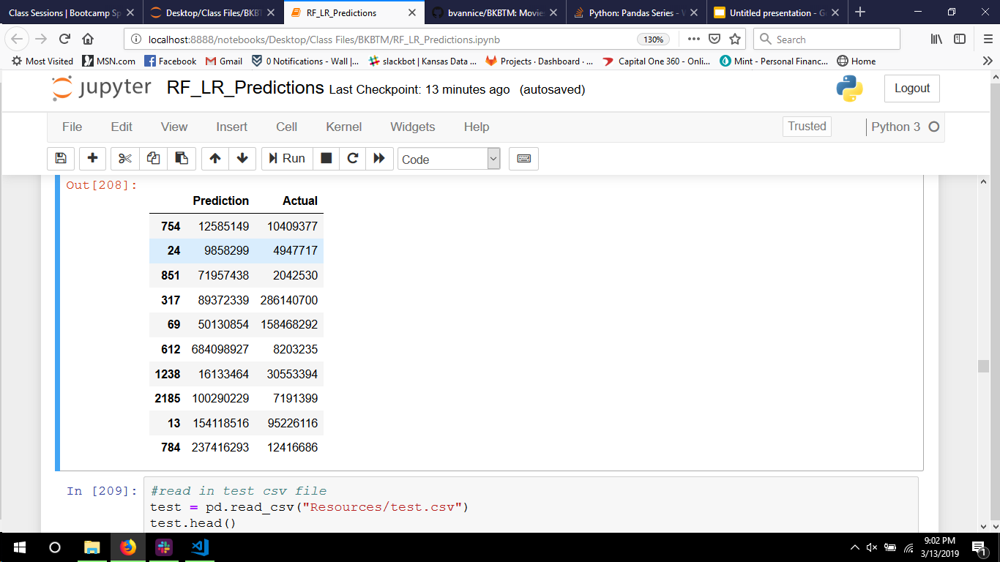 Class Sessions | Bootcamp Sp
Desktop/Class Files/BKBT
RF_LR_Predictions
bvannice/BKBTM: Movie
Python: Pandas Series - W
Untitled presentation - G
localhost:8888/notebooks/Desktop/Class Files/BKBTM/RF_LR_Predictions.ipynb
130%
Search
Most Visited
MSN.com
Facebook
Gmail
0 Notifications - Wall |...
slackbot | Kansas Data ...
Projects · Dashboard · ...
Capital One 360 - Onli...
Mint - Personal Financ...
Home
jupyter RF_LR_Predictions Last Checkpoint: 13 minutes ago (autosaved)
Logout
File Edit View Insert Cell Kernel Widgets Help
Trusted
Python 3
Run
Code
Out[208]:
Prediction Actual
754 12585149 10409377
24 9858299 4947717
851 71957438 2042530
317 89372339 286140700
69 50130854 158468292
612 684098927 8203235
1238 16133464 30553394
2185 100290229 7191399
13 154118516 95226116
784 237416293 12416686
In [209]: #read in test csv file
test = pd.read_csv("Resources/test.csv")
test.head()
9:02 PM
3/13/2019
1